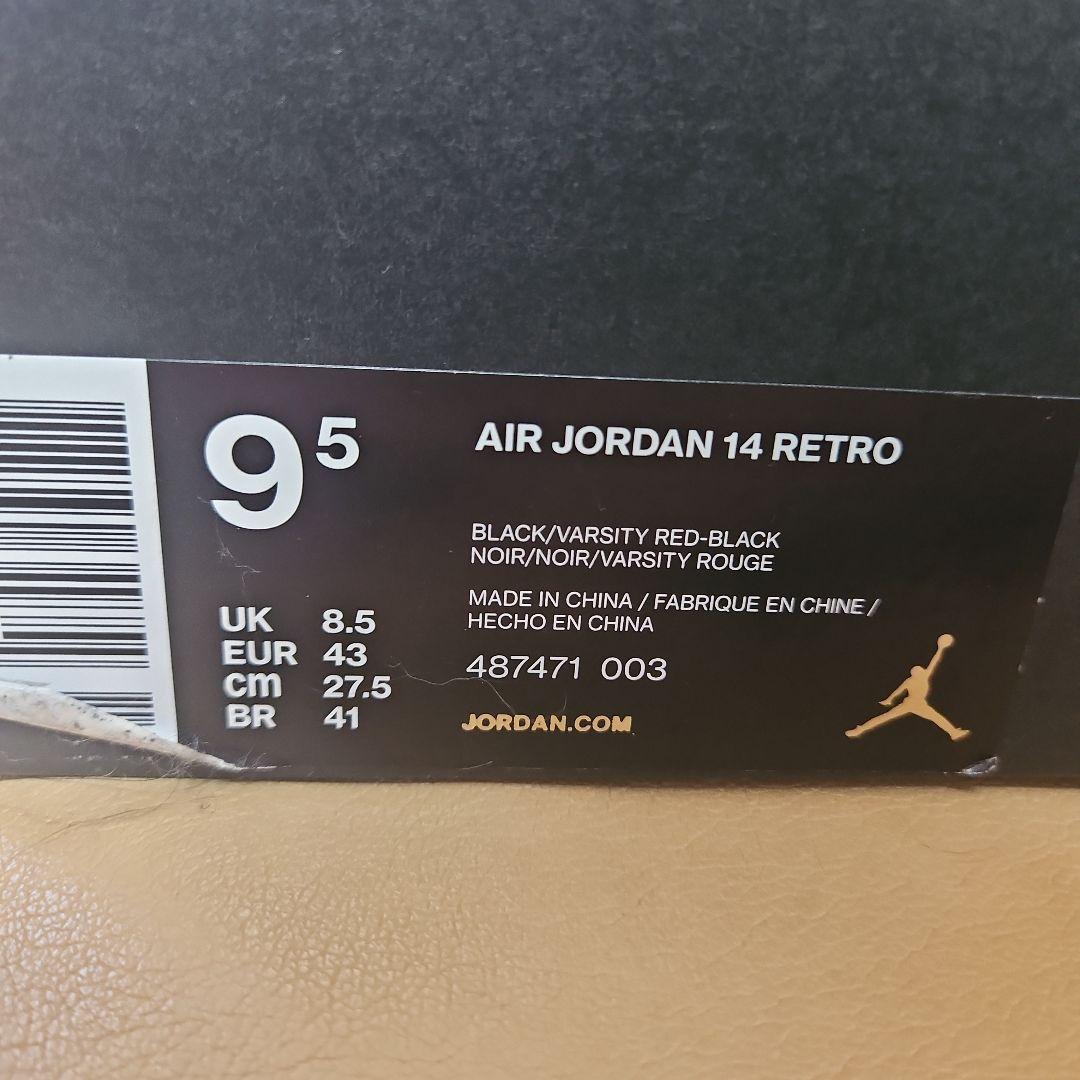 9 5
AIR JORDAN 14 RETRO
BLACK/VARSITY RED-BLACK
NOIR/NOIR/VARSITY ROUGE
MADE IN CHINA / FABRIQUE EN CHINE /
HECHO EN CHINA
487471 003
JORDAN.COM
UK 8.5
EUR 43
cm 27.5
BR 41